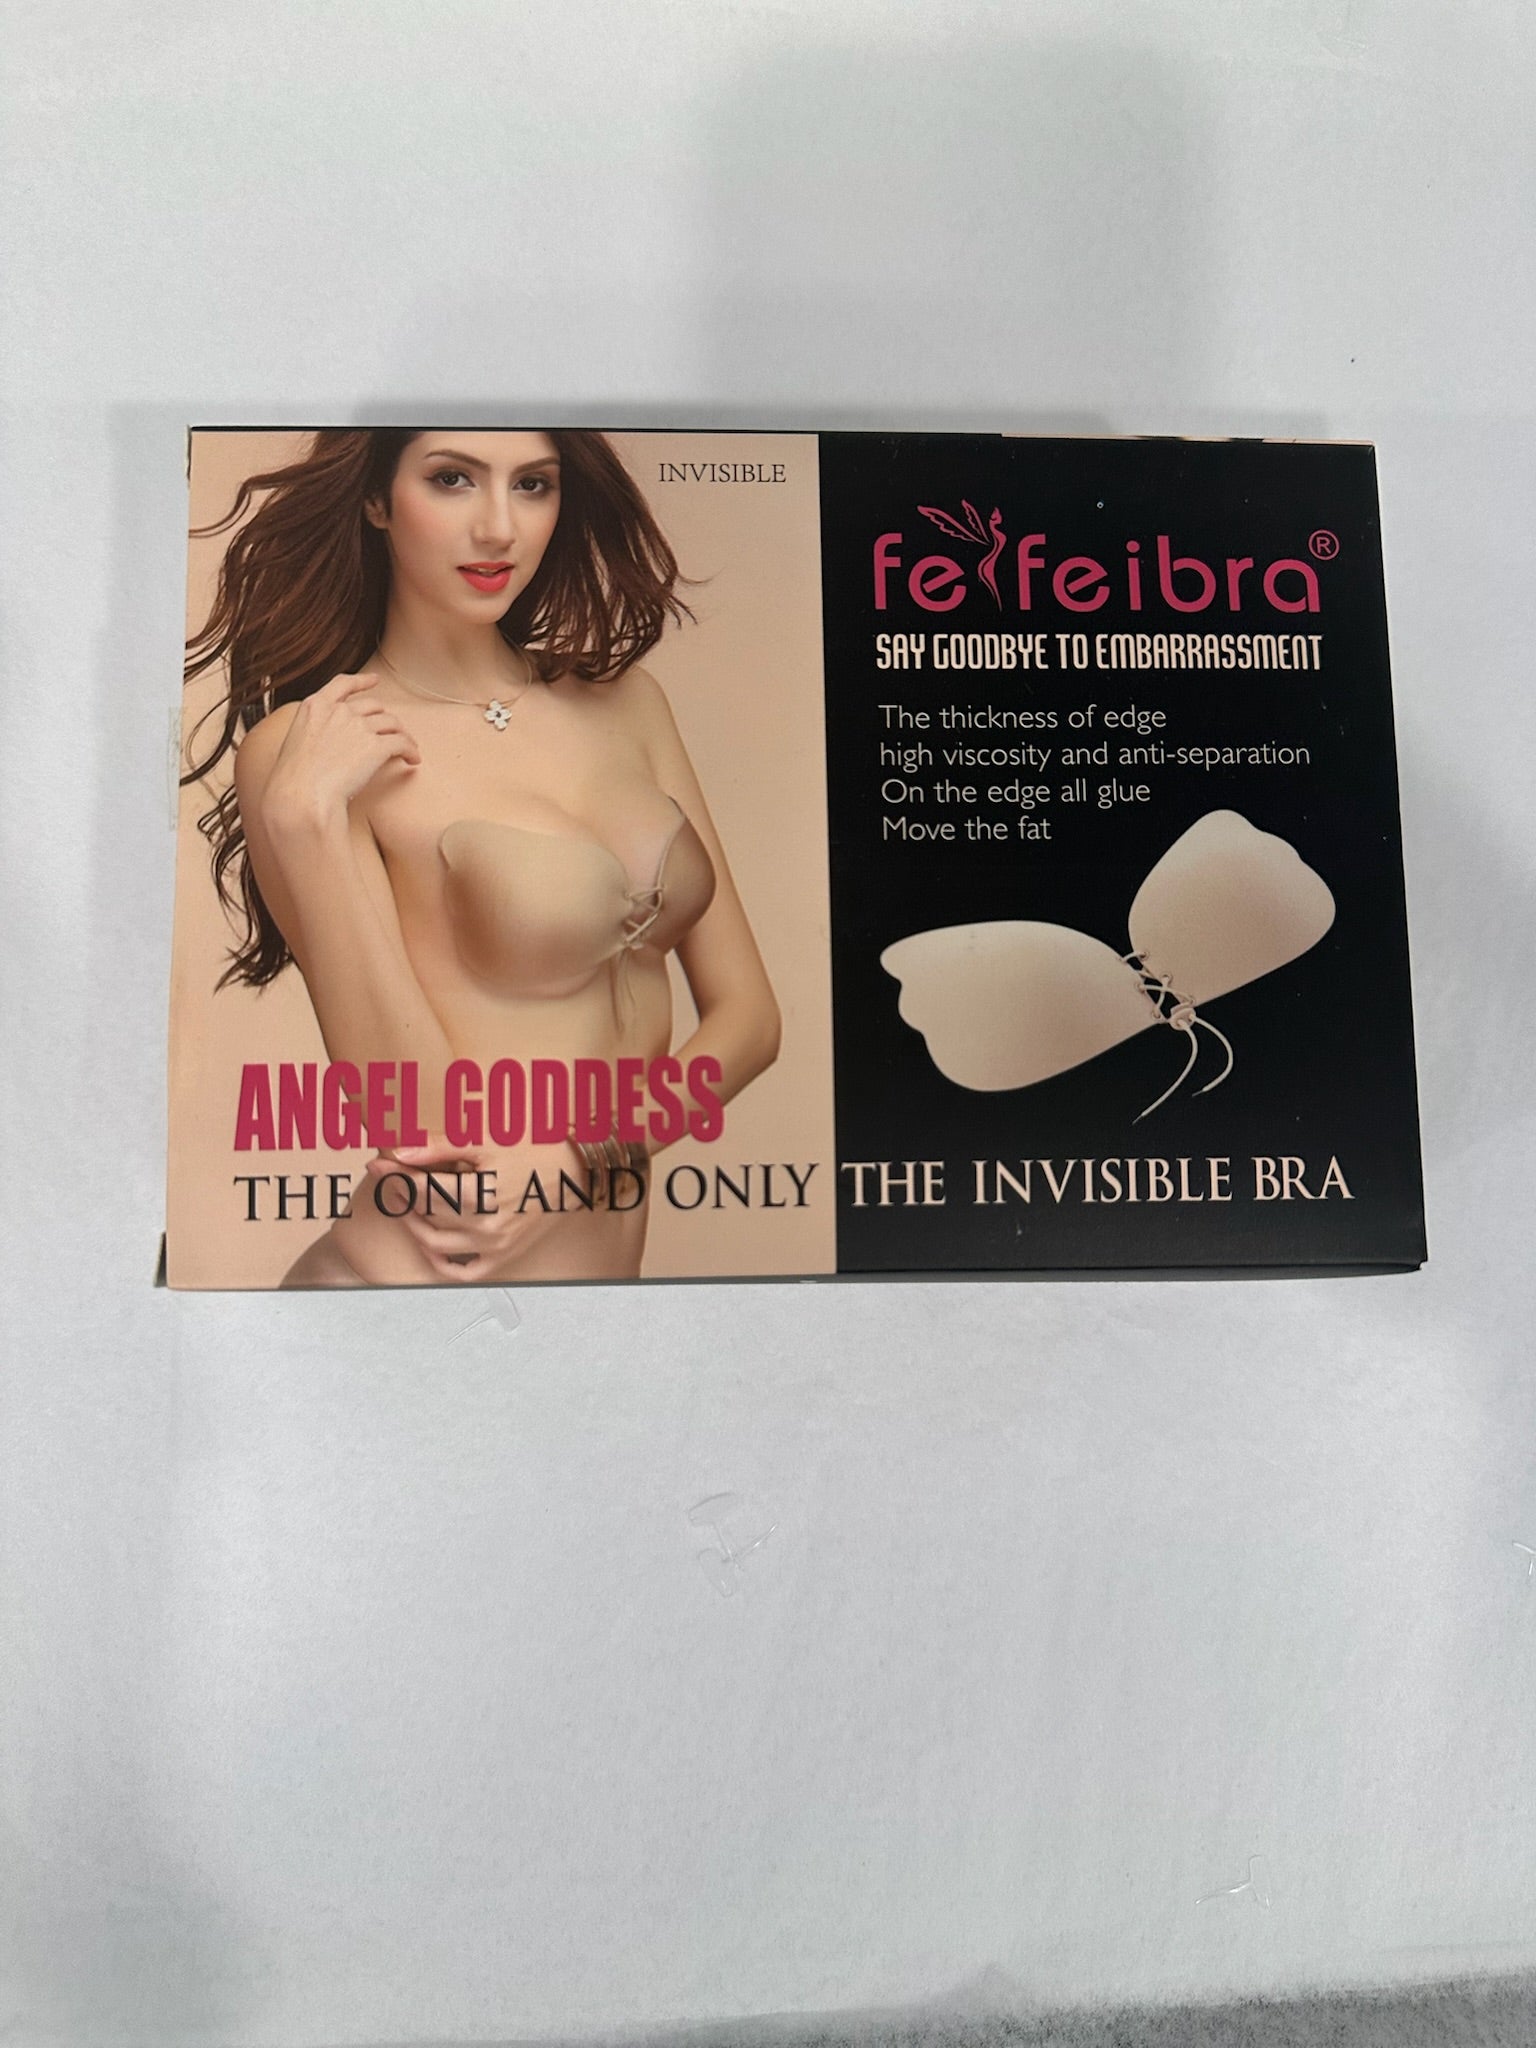 INVISIBLE
ANGEL GODDESS
THE ONE AND ONLY THE INVISIBLE BRA
feifeibra®
SAY GOODBYE TO EMBARRASSMENT
The thickness of edge
high viscosity and anti-separation
On the edge all glue
Move the fat